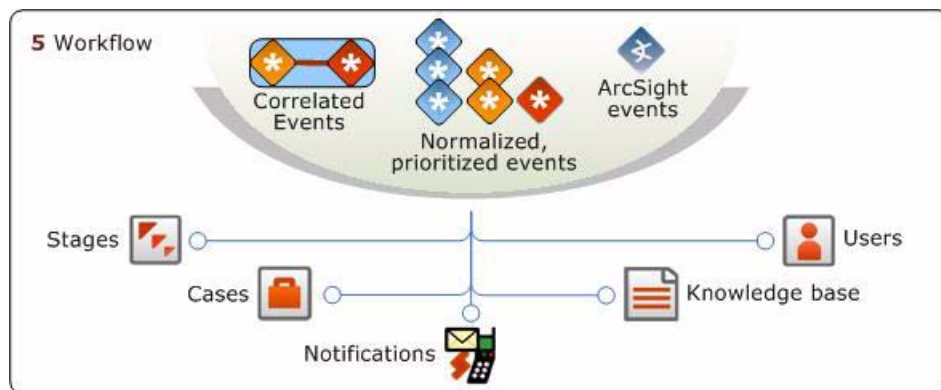 5 Workflow
Correlated
Events
Normalized,
prioritized events
ArcSight
events
Stages
Users
Cases
Knowledge base
Notifications